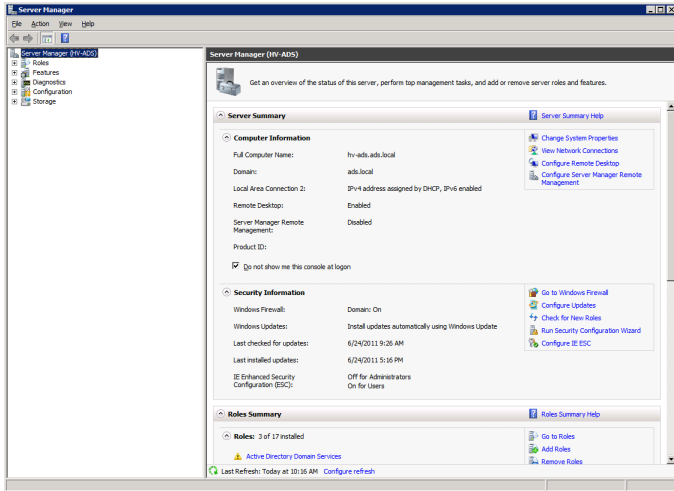 Server Manager
File Action View Help
Server Manager (HV-ADS)
Roles
Features
Diagnostics
Configuration
Storage
Server Manager (HV-ADS)
Get an overview of the status of this server, perform top management tasks, and add or remove server roles and features.
Server Summary
Server Summary Help
Computer Information
Full Computer Name: hv-ads.ads.local
Domain: ads.local
Local Area Connection 2: IPv4 address assigned by DHCP, IPv6 enabled
Remote Desktop: Enabled
Server Manager Remote Disabled
Management:
Product ID:
Do not show me this console at logon
Change System Properties
View Network Connections
Configure Remote Desktop
Configure Server Manager Remote
Management
Security Information
Windows Firewall: Domain: On
Windows Updates: Install updates automatically using Windows Update
Last checked for updates: 6/24/2011 9:26 AM
Last installed updates: 6/24/2011 5:16 PM
IE Enhanced Security Off for Administrators
Configuration (ESC): On for Users
Go to Windows Firewall
Configure Updates
Check for New Roles
Run Security Configuration Wizard
Configure IE ESC
Roles Summary
Roles Summary Help
Roles: 3 of 17 installed
Active Directory Domain Services
Go to Roles
Add Roles
Remove Roles
Last Refresh: Today at 10:16 AM Configure refresh